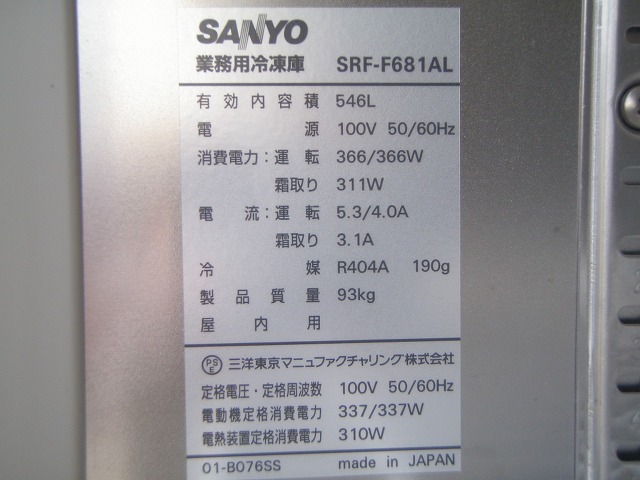 SANYO
業務用冷凍庫 SRF-F681AL
有効内容積 546L
電源 100V 50/60Hz
消費電力:運転 366/366W
霜取り 311W
電流:運転 5.3/4.0A
霜取り 3.1A
冷媒 R404A 190g
製品質量 93kg
屋内用
PSE 三洋東京マニュファクチャリング株式会社
定格電圧・定格周波数 100V 50/60Hz
電動機定格消費電力 337/337W
電熱装置定格消費電力 310W
01-B076SS made in JAPAN